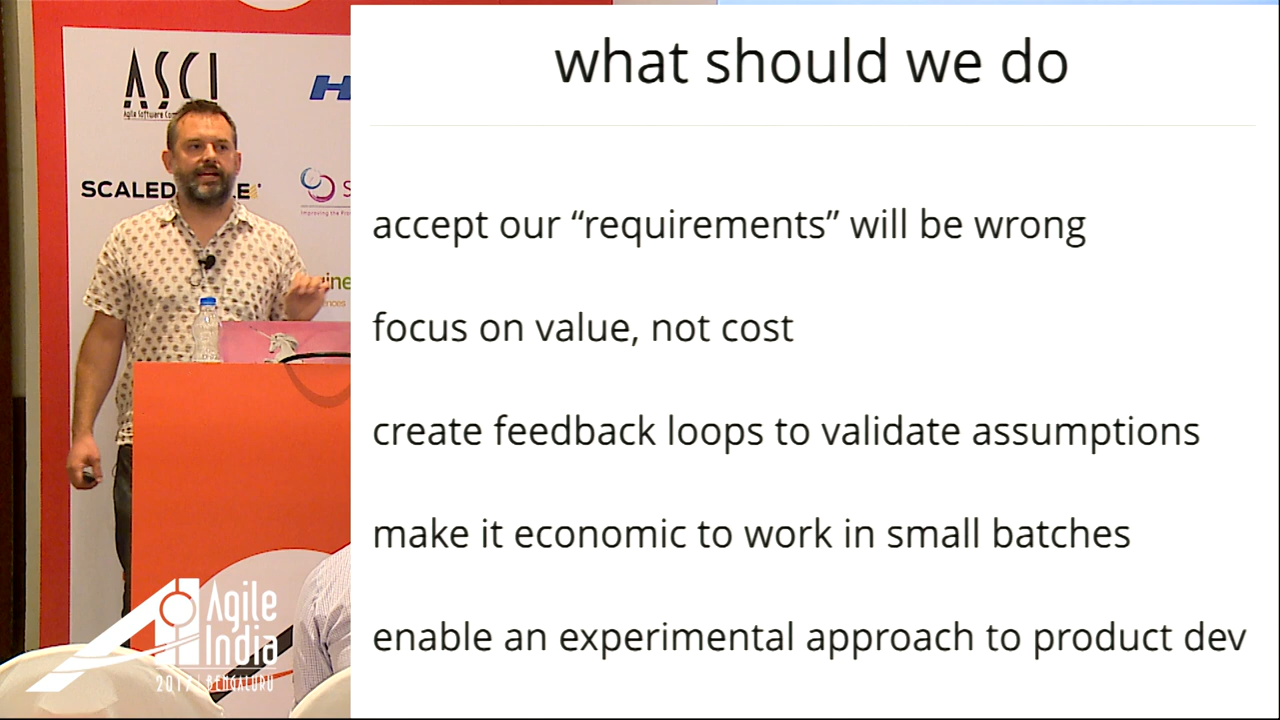 what should we do
accept our “requirements” will be wrong
focus on value, not cost
create feedback loops to validate assumptions
make it economic to work in small batches
enable an experimental approach to product dev
ASCI
SCALED
Agile
India
BENGALURU